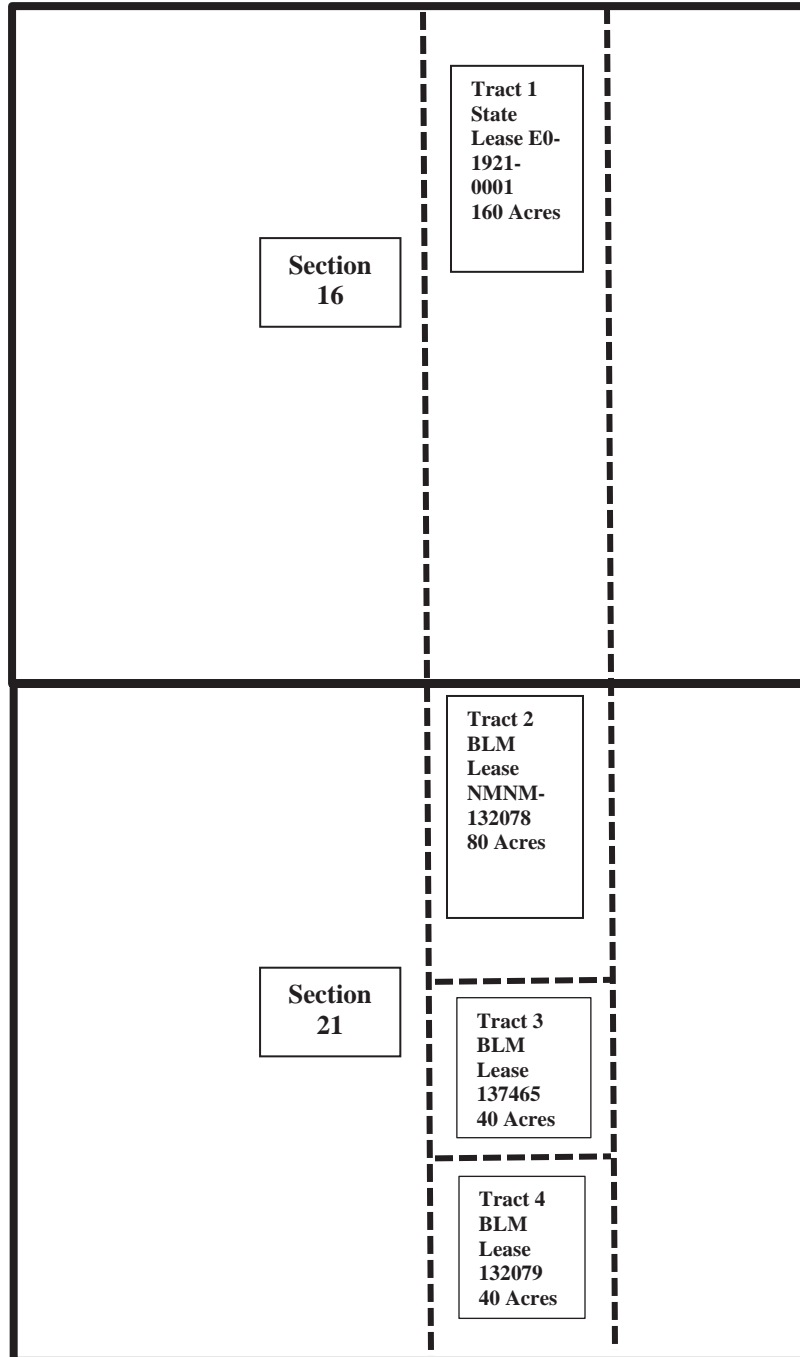 Tract 1
State
Lease E0-
1921-
0001
160 Acres
Section
16
Tract 2
BLM
Lease
NMNM-
132078
80 Acres
Section
21
Tract 3
BLM
Lease
137465
40 Acres
Tract 4
BLM
Lease
132079
40 Acres